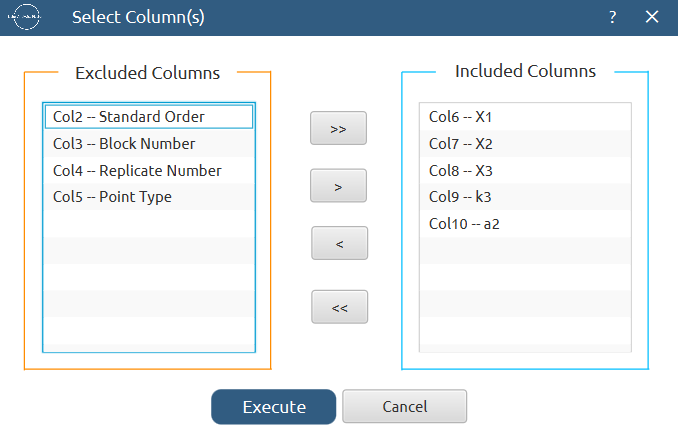 Select Column(s)
?
Excluded Columns
Included Columns
Col2 -- Standard Order
Col3 -- Block Number
Col4 -- Replicate Number
Col5 -- Point Type
>>
>
<
<<
Col6 -- X1
Col7 -- X2
Col8 -- X3
Col9 -- k3
Col10 -- a2
Execute
Cancel